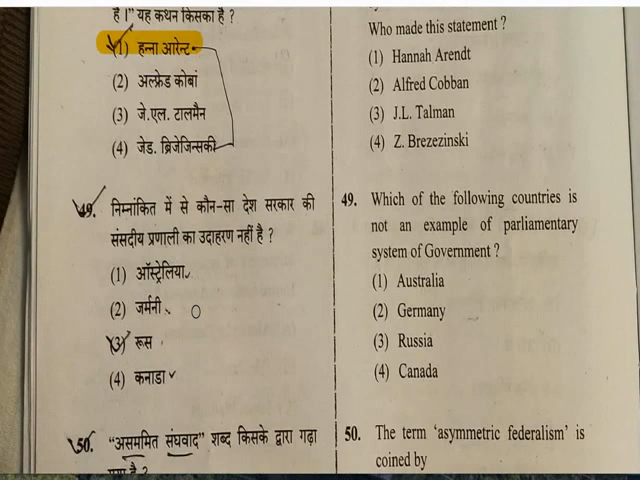 है।" यह कथन किसका है ?
(1) हन्ना आरेन्ट
(2) अल्फ्रेड कोबां
(3) जे.एल. टालमैन
(4) जेड. ब्रिजेजिन्सकी
49. निम्नांकित में से कौन-सा देश सरकार की
संसदीय प्रणाली का उदाहरण नहीं है ?
(1) ऑस्ट्रेलिया
(2) जर्मनी
(3) रूस
(4) कनाडा
50. "असममित संघवाद" शब्द किसके द्वारा गढ़ा
गया है ?
Who made this statement ?
(1) Hannah Arendt
(2) Alfred Cobban
(3) J.L. Talman
(4) Z. Brezezinski
49. Which of the following countries is
not an example of parliamentary
system of Government ?
(1) Australia
(2) Germany
(3) Russia
(4) Canada
50. The term 'asymmetric federalism' is
coined by